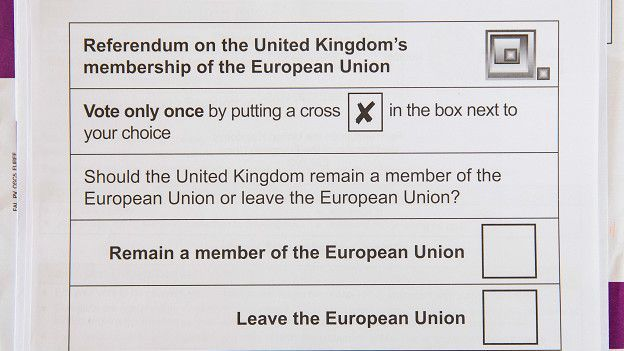 Referendum on the United Kingdom's
membership of the European Union
Vote only once by putting a cross X in the box next to
your choice
Should the United Kingdom remain a member of the
European Union or leave the European Union?
Remain a member of the European Union
Leave the European Union